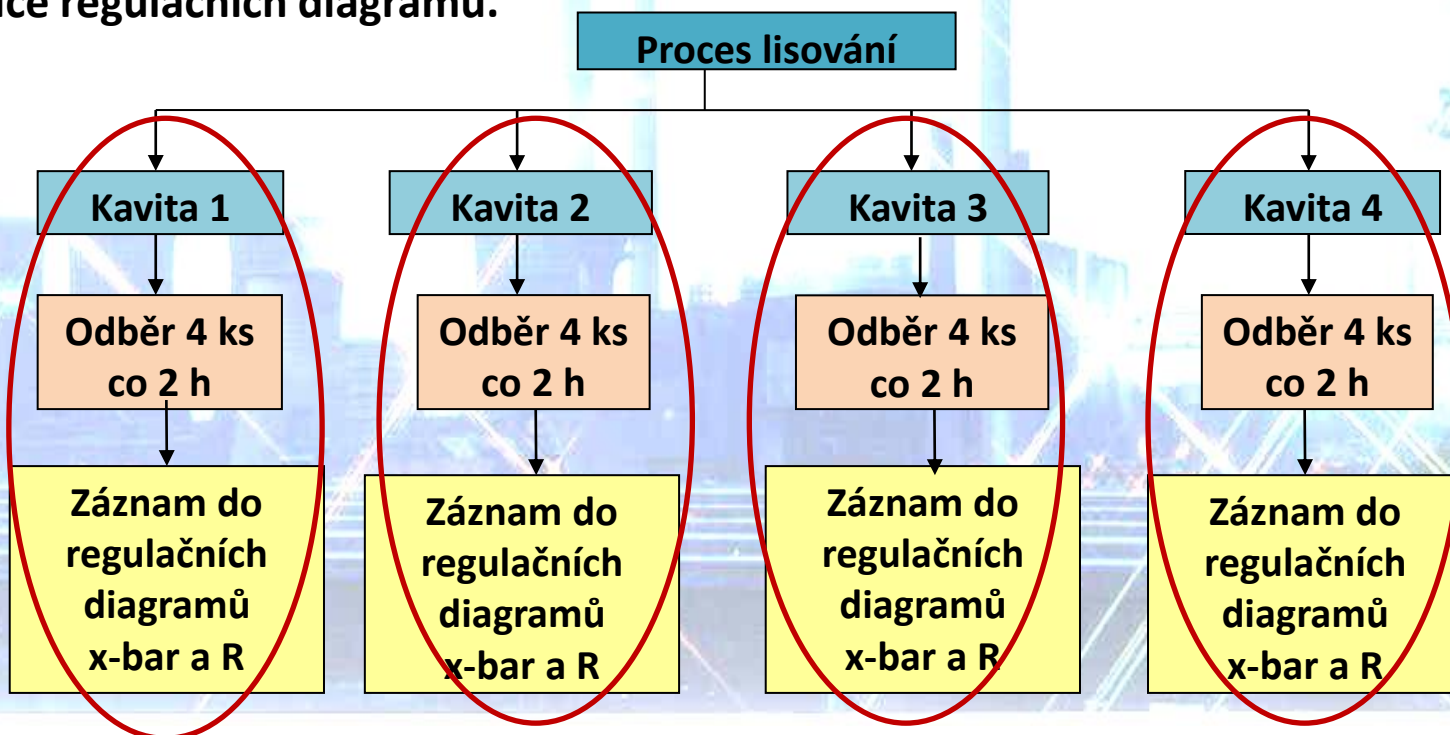 regulačních diagramů.
Proces lisování
Kavita 1
Kavita 2
Kavita 3
Kavita 4
Odběr 4 ks
co 2 h
Odběr 4 ks
co 2 h
Odběr 4 ks
co 2 h
Odběr 4 ks
co 2 h
Záznam do
regulačních
diagramů
x-bar a R
Záznam do
regulačních
diagramů
x-bar a R
Záznam do
regulačních
diagramů
x-bar a R
Záznam do
regulačních
diagramů
x-bar a R